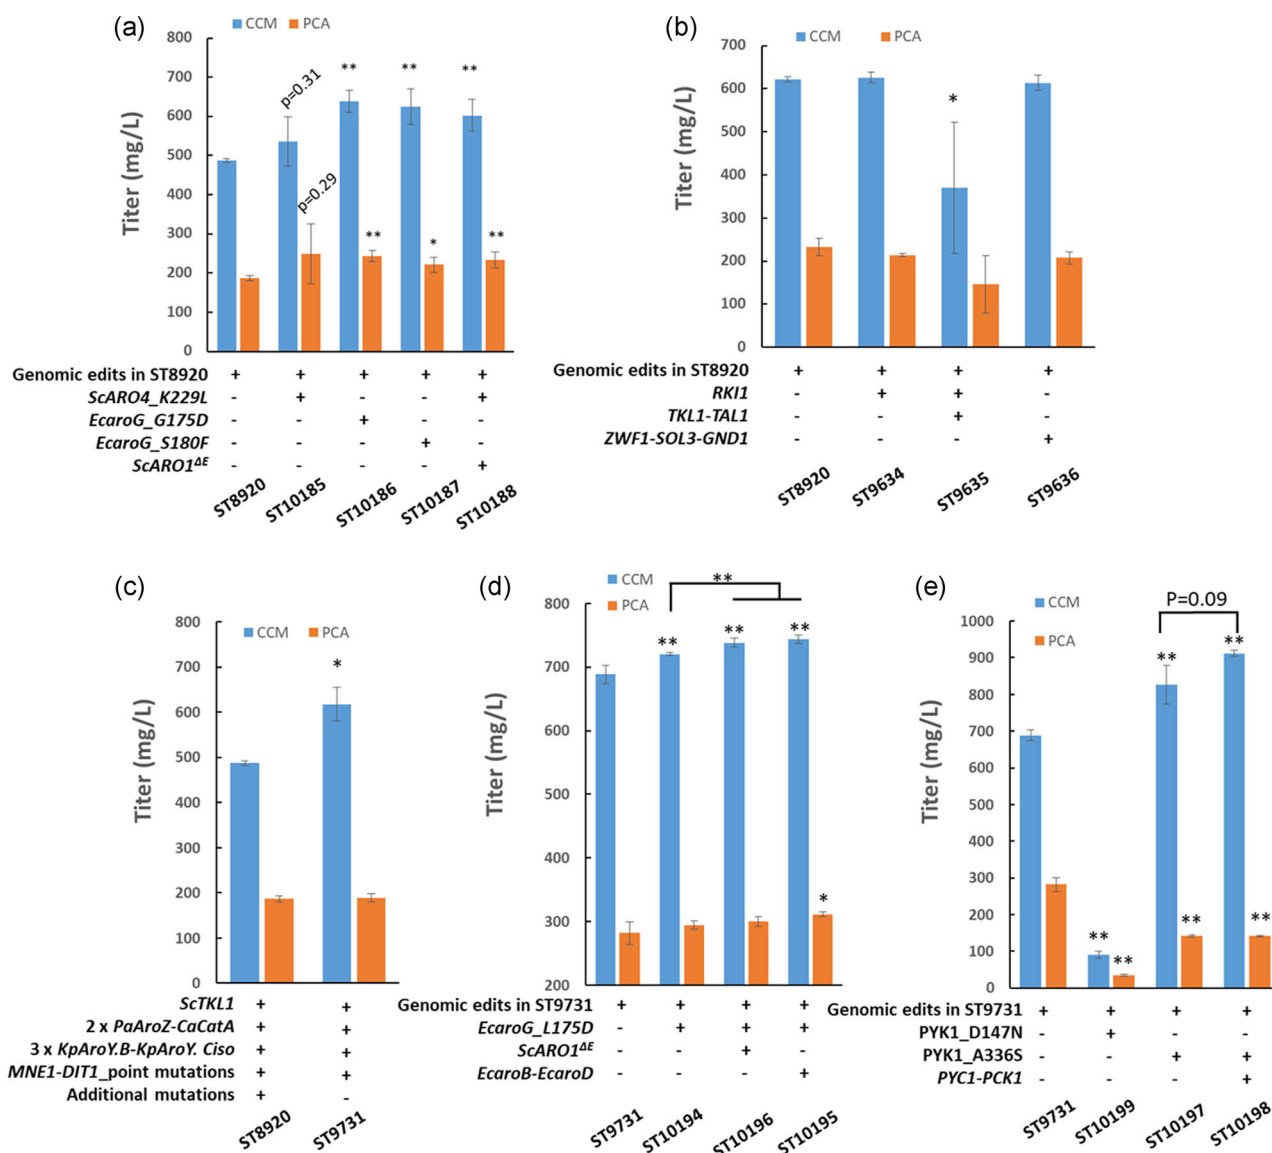 (a)
CCM PCA
Titer (mg/L)
800
700
600
500
400
300
200
100
0
p=0.31
p=0.29
** ** **
** * **
Genomic edits in ST8920 + + + + +
ScARO4_K229L - + - - +
EcaroG_G175D - - + - -
EcaroG_S180F - - - + -
ScARO1ΔE - - - - +
ST8920 ST10185 ST10186 ST10187 ST10188
(b)
CCM PCA
Titer (mg/L)
700
600
500
400
300
200
100
0
*
Genomic edits in ST8920 + + + +
RKI1 - + + -
TKL1-TAL1 - - + -
ZWF1-SOL3-GND1 - - - +
ST8920 ST9634 ST9635 ST9636
(c)
CCM PCA
Titer (mg/L)
800
700
600
500
400
300
200
100
0
*
ScTKL1 + +
2 x PaAroZ-CaCatA + +
3 x KpAroY.B-KpAroY. Ciso + +
MNE1-DIT1_point mutations + +
Additional mutations + -
ST8920 ST9731
(d)
CCM
PCA
Titer (mg/L)
800
700
600
500
400
300
200
**
** ** **
*
Genomic edits in ST9731 + + + +
EcaroG_L175D - + + +
ScARO1ΔE - - + -
EcaroB-EcaroD - - - +
ST9731 ST10194 ST10196 ST10195
(e)
CCM
PCA
Titer (mg/L)
1000
900
800
700
600
500
400
300
200
100
0
P=0.09
** ** **
** ** **
Genomic edits in ST9731 + + + +
PYK1_D147N - + - -
PYK1_A336S - - + +
PYC1-PCK1 - - - +
ST9731 ST10199 ST10197 ST10198